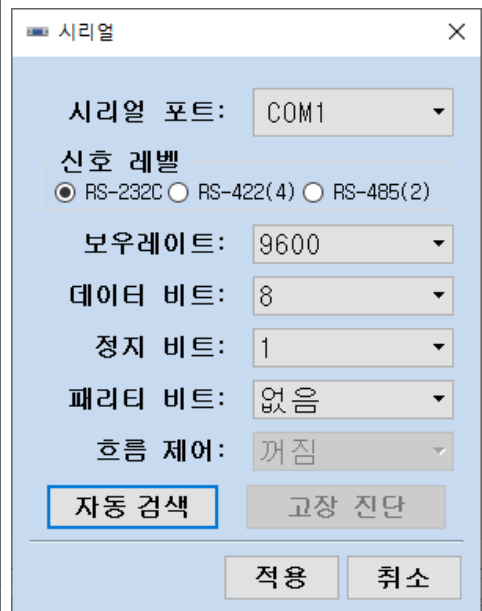 시리얼
시리얼 포트: COM1
신호 레벨
RS-232C RS-422(4) RS-485(2)
보우레이트: 9600
데이터 비트: 8
정지 비트: 1
패리티 비트: 없음
흐름 제어: 꺼짐
자동 검색 고장 진단
적용 취소